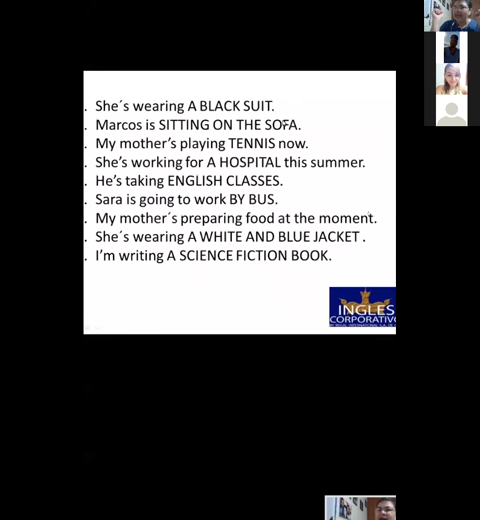 . She´s wearing A BLACK SUIT.
. Marcos is SITTING ON THE SOFA.
. My mother’s playing TENNIS now.
. She’s working for A HOSPITAL this summer.
. He’s taking ENGLISH CLASSES.
. Sara is going to work BY BUS.
. My mother´s preparing food at the moment.
. She´s wearing A WHITE AND BLUE JACKET .
. I’m writing A SCIENCE FICTION BOOK.
INGLES
CORPORATIVO